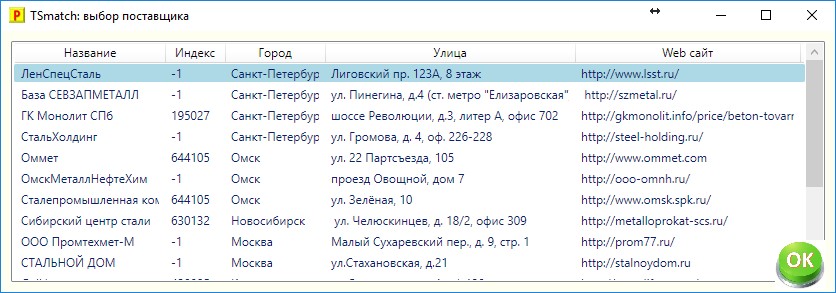 TSmatch: выбор поставщика
Название Индекс Город Улица Web сайт
ЛенСпецСталь -1 Санкт-Петербур Лиговский пр. 123А, 8 этаж http://www.lsst.ru/
База СЕВЗАПМЕТАЛЛ -1 Санкт-Петербур ул. Пинегина, д.4 (ст. метро "Елизаровская" http://szmetal.ru/
ГК Монолит СПб 195027 Санкт-Петербур шоссе Революции, д.3, литер А, офис 702 http://gkmonolit.info/price/beton-tovarr
СтальХолдинг -1 Санкт-Петербур ул. Громова, д. 4, оф. 226-228 http://steel-holding.ru/
Оммет 644105 Омск ул. 22 Партсъезда, 105 http://www.ommet.com
ОмскМеталлНефтеХим -1 Омск проезд Овощной, дом 7 http://ooo-omnh.ru/
Сталепромышленная ком 644105 Омск ул. Зелёная, 10 http://www.omsk.spk.ru/
Сибирский центр стали 630132 Новосибирск ул. Челюскинцев, д. 18/2, офис 309 http://metalloprokat-scs.ru/
ООО Промтехмет-М -1 Москва Малый Сухаревский пер., д. 9, стр. 1 http://prom77.ru/
СТАЛЬНОЙ ДОМ -1 Москва ул.Стахановская, д.21 http://stalnoydom.ru
OK